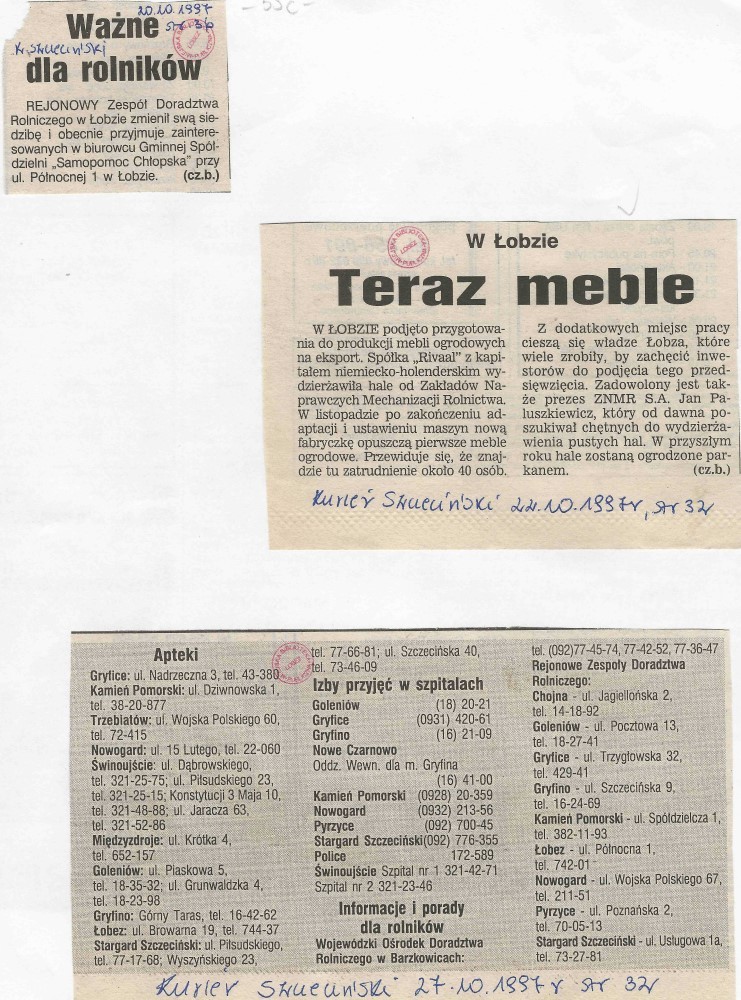 20.10.1997
- 55c -
Ważne
str. 36
K. Szczeciński
dla rolników
REJONOWY Zespół Doradztwa
Rolniczego w Łobzie zmienił swą sie-
dzibę i obecnie przyjmuje zaintere-
sowanych w biurowcu Gminnej Spół-
dzielni „Samopomoc Chłopska” przy
ul. Północnej 1 w Łobzie. (cz.b.)
W Łobzie
Teraz meble
W ŁOBZIE podjęto przygotowa-
nia do produkcji mebli ogrodowych
na eksport. Spółka „Rivaal” z kapi-
tałem niemiecko-holenderskim wy-
dzierżawiła hale od Zakładów Na-
prawczych Mechanizacji Rolnictwa.
W listopadzie po zakończeniu ad-
aptacji i ustawieniu maszyn nową
fabryczkę opuszczą pierwsze meble
ogrodowe. Przewiduje się, że znaj-
dzie tu zatrudnienie około 40 osób.
Z dodatkowych miejsc pracy
cieszą się władze Łobza, które
wiele zrobiły, by zachęcić inwe-
storów do podjęcia tego przed-
sięwzięcia. Zadowolony jest tak-
że prezes ZNMR S.A. Jan Pa-
luszkiewicz, który od dawna po-
szukiwał chętnych do wydzierża-
wienia pustych hal. W przyszłym
roku hale zostaną ogrodzone par-
kanem. (cz.b.)
Kurier Szczeciński 22.10.1997r, str 32
Apteki
Gryfice: ul. Nadrzeczna 3, tel. 43-380
Kamień Pomorski: ul. Dziwnowska 1,
tel. 38-20-877
Trzebiatów: ul. Wojska Polskiego 60,
tel. 72-415
Nowogard: ul. 15 Lutego, tel. 22-060
Świnoujście: ul. Dąbrowskiego,
tel. 321-25-75; ul. Piłsudskiego 23,
tel. 321-25-15; Konstytucji 3 Maja 10,
tel. 321-48-88; ul. Jaracza 63,
tel. 321-52-86
Międzyzdroje: ul. Krótka 4,
tel. 652-157
Goleniów: ul. Piaskowa 5,
tel. 18-35-32; ul. Grunwaldzka 4,
tel. 18-23-98
Gryfino: Górny Taras, tel. 16-42-62
Łobez: ul. Browarna 19, tel. 744-37
Stargard Szczeciński: ul. Piłsudskiego,
tel. 77-17-68; Wyszyńskiego 23,
tel. 77-66-81; ul. Szczecińska 40,
tel. 73-46-09
Izby przyjęć w szpitalach
Goleniów (18) 20-21
Gryfice (0931) 420-61
Gryfino (16) 21-09
Nowe Czarnowo
Oddz. Wewn. dla m. Gryfina
(16) 41-00
Kamień Pomorski (0928) 20-359
Nowogard (0932) 213-56
Pyrzyce (092) 700-45
Stargard Szczeciński(092) 776-355
Police 172-589
Świnoujście Szpital nr 1 321-42-71
Szpital nr 2 321-23-46
Informacje i porady
dla rolników
Wojewódzki Ośrodek Doradztwa
Rolniczego w Barzkowicach:
tel. (092)77-45-74, 77-42-52, 77-36-47
Rejonowe Zespoły Doradztwa
Rolniczego:
Chojna - ul. Jagiellońska 2,
tel. 14-18-92
Goleniów - ul. Pocztowa 13,
tel. 18-27-41
Gryfice - ul. Trzygłowska 32,
tel. 429-41
Gryfino - ul. Szczecińska 9,
tel. 16-24-69
Kamień Pomorski - ul. Spółdzielcza 1,
tel. 382-11-93
Łobez - ul. Północna 1,
tel. 742-01
Nowogard - ul. Wojska Polskiego 67,
tel. 211-51
Pyrzyce - ul. Poznańska 2,
tel. 70-05-13
Stargard Szczeciński - ul. Usługowa 1a,
tel. 73-27-81
Kurier Szczeciński 27.10.1997r str 32